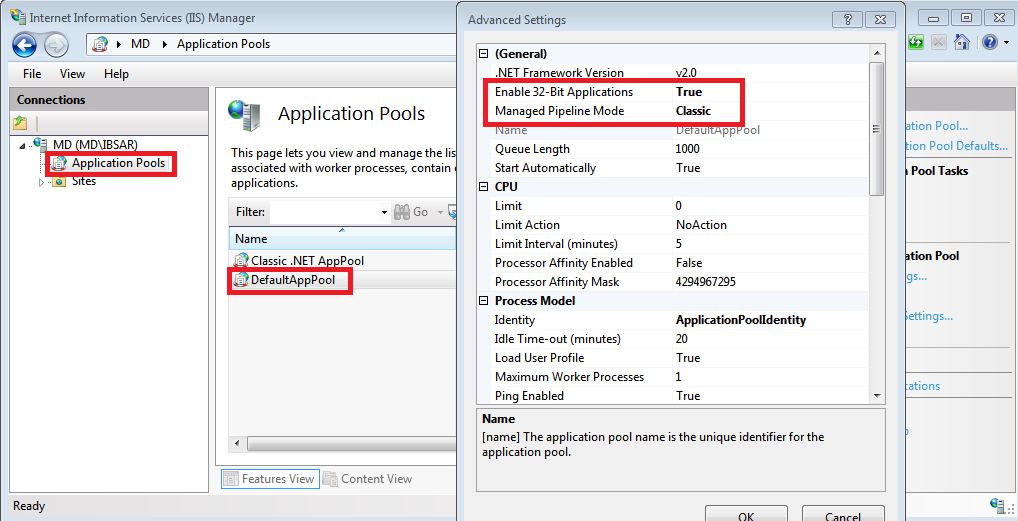 Internet Information Services (IIS) Manager
MD
Application Pools
File View Help
Connections
MD (MD\IBSAR)
Application Pools
Sites
Application Pools
This page lets you view and manage the lis
associated with worker processes, contain
applications.
Filter: Go
Name
Classic .NET AppPool
DefaultAppPool
Features View Content View
Ready
Advanced Settings
(General)
.NET Framework Version v2.0
Enable 32-Bit Applications True
Managed Pipeline Mode Classic
Name DefaultAppPool
Queue Length 1000
Start Automatically True
CPU
Limit 0
Limit Action NoAction
Limit Interval (minutes) 5
Processor Affinity Enabled False
Processor Affinity Mask 4294967295
Process Model
Identity ApplicationPoolIdentity
Idle Time-out (minutes) 20
Load User Profile True
Maximum Worker Processes 1
Ping Enabled True
Name
[name] The application pool name is the unique identifier for the
application pool.
OK Cancel
ation Pool...
ation Pool Defaults...
n Pool Tasks
ation Pool
gs...
Settings...
cations